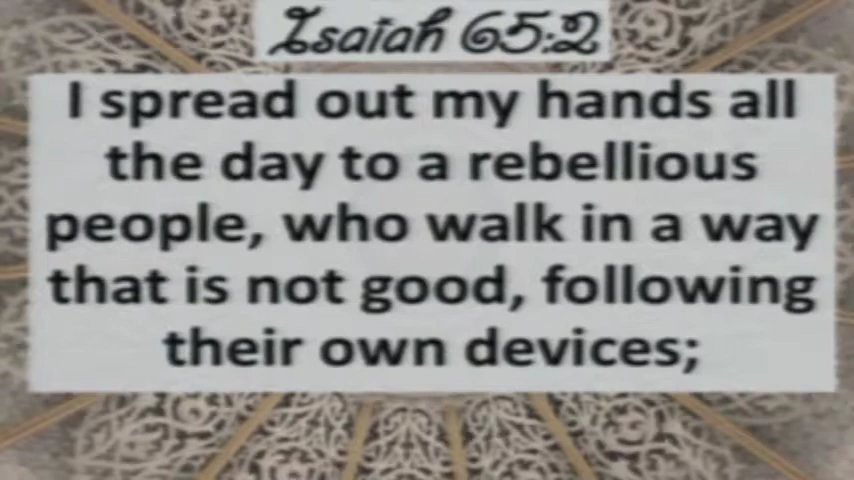 Isaiah 65:2
I spread out my hands all
the day to a rebellious
people, who walk in a way
that is not good, following
their own devices;